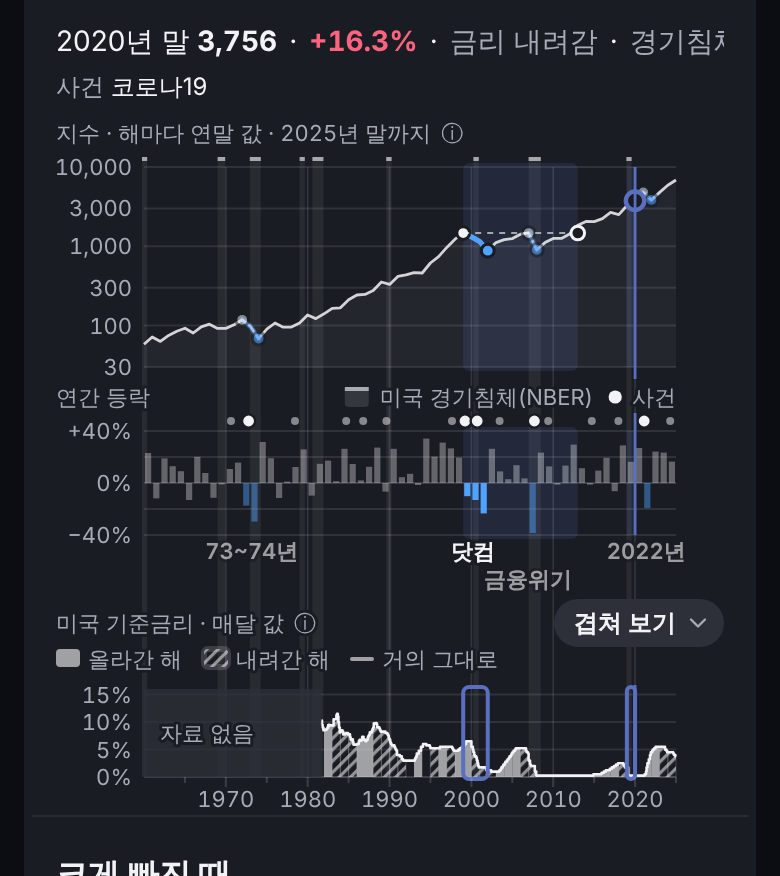 2020년 말 3,756 · +16.3% · 금리 내려감 · 경기침체
사건 코로나19
지수 · 해마다 연말 값 · 2025년 말까지 ⓘ
10,000
3,000
1,000
300
100
30
연간 등락
미국 경기침체(NBER) 사건
+40%
0%
−40%
73~74년 닷컴 2022년
금융위기
미국 기준금리 · 매달 값 ⓘ
겹쳐 보기
올라간 해 내려간 해 거의 그대로
15%
10%
5%
0%
자료 없음
1970 1980 1990 2000 2010 2020
크게 빠진 때